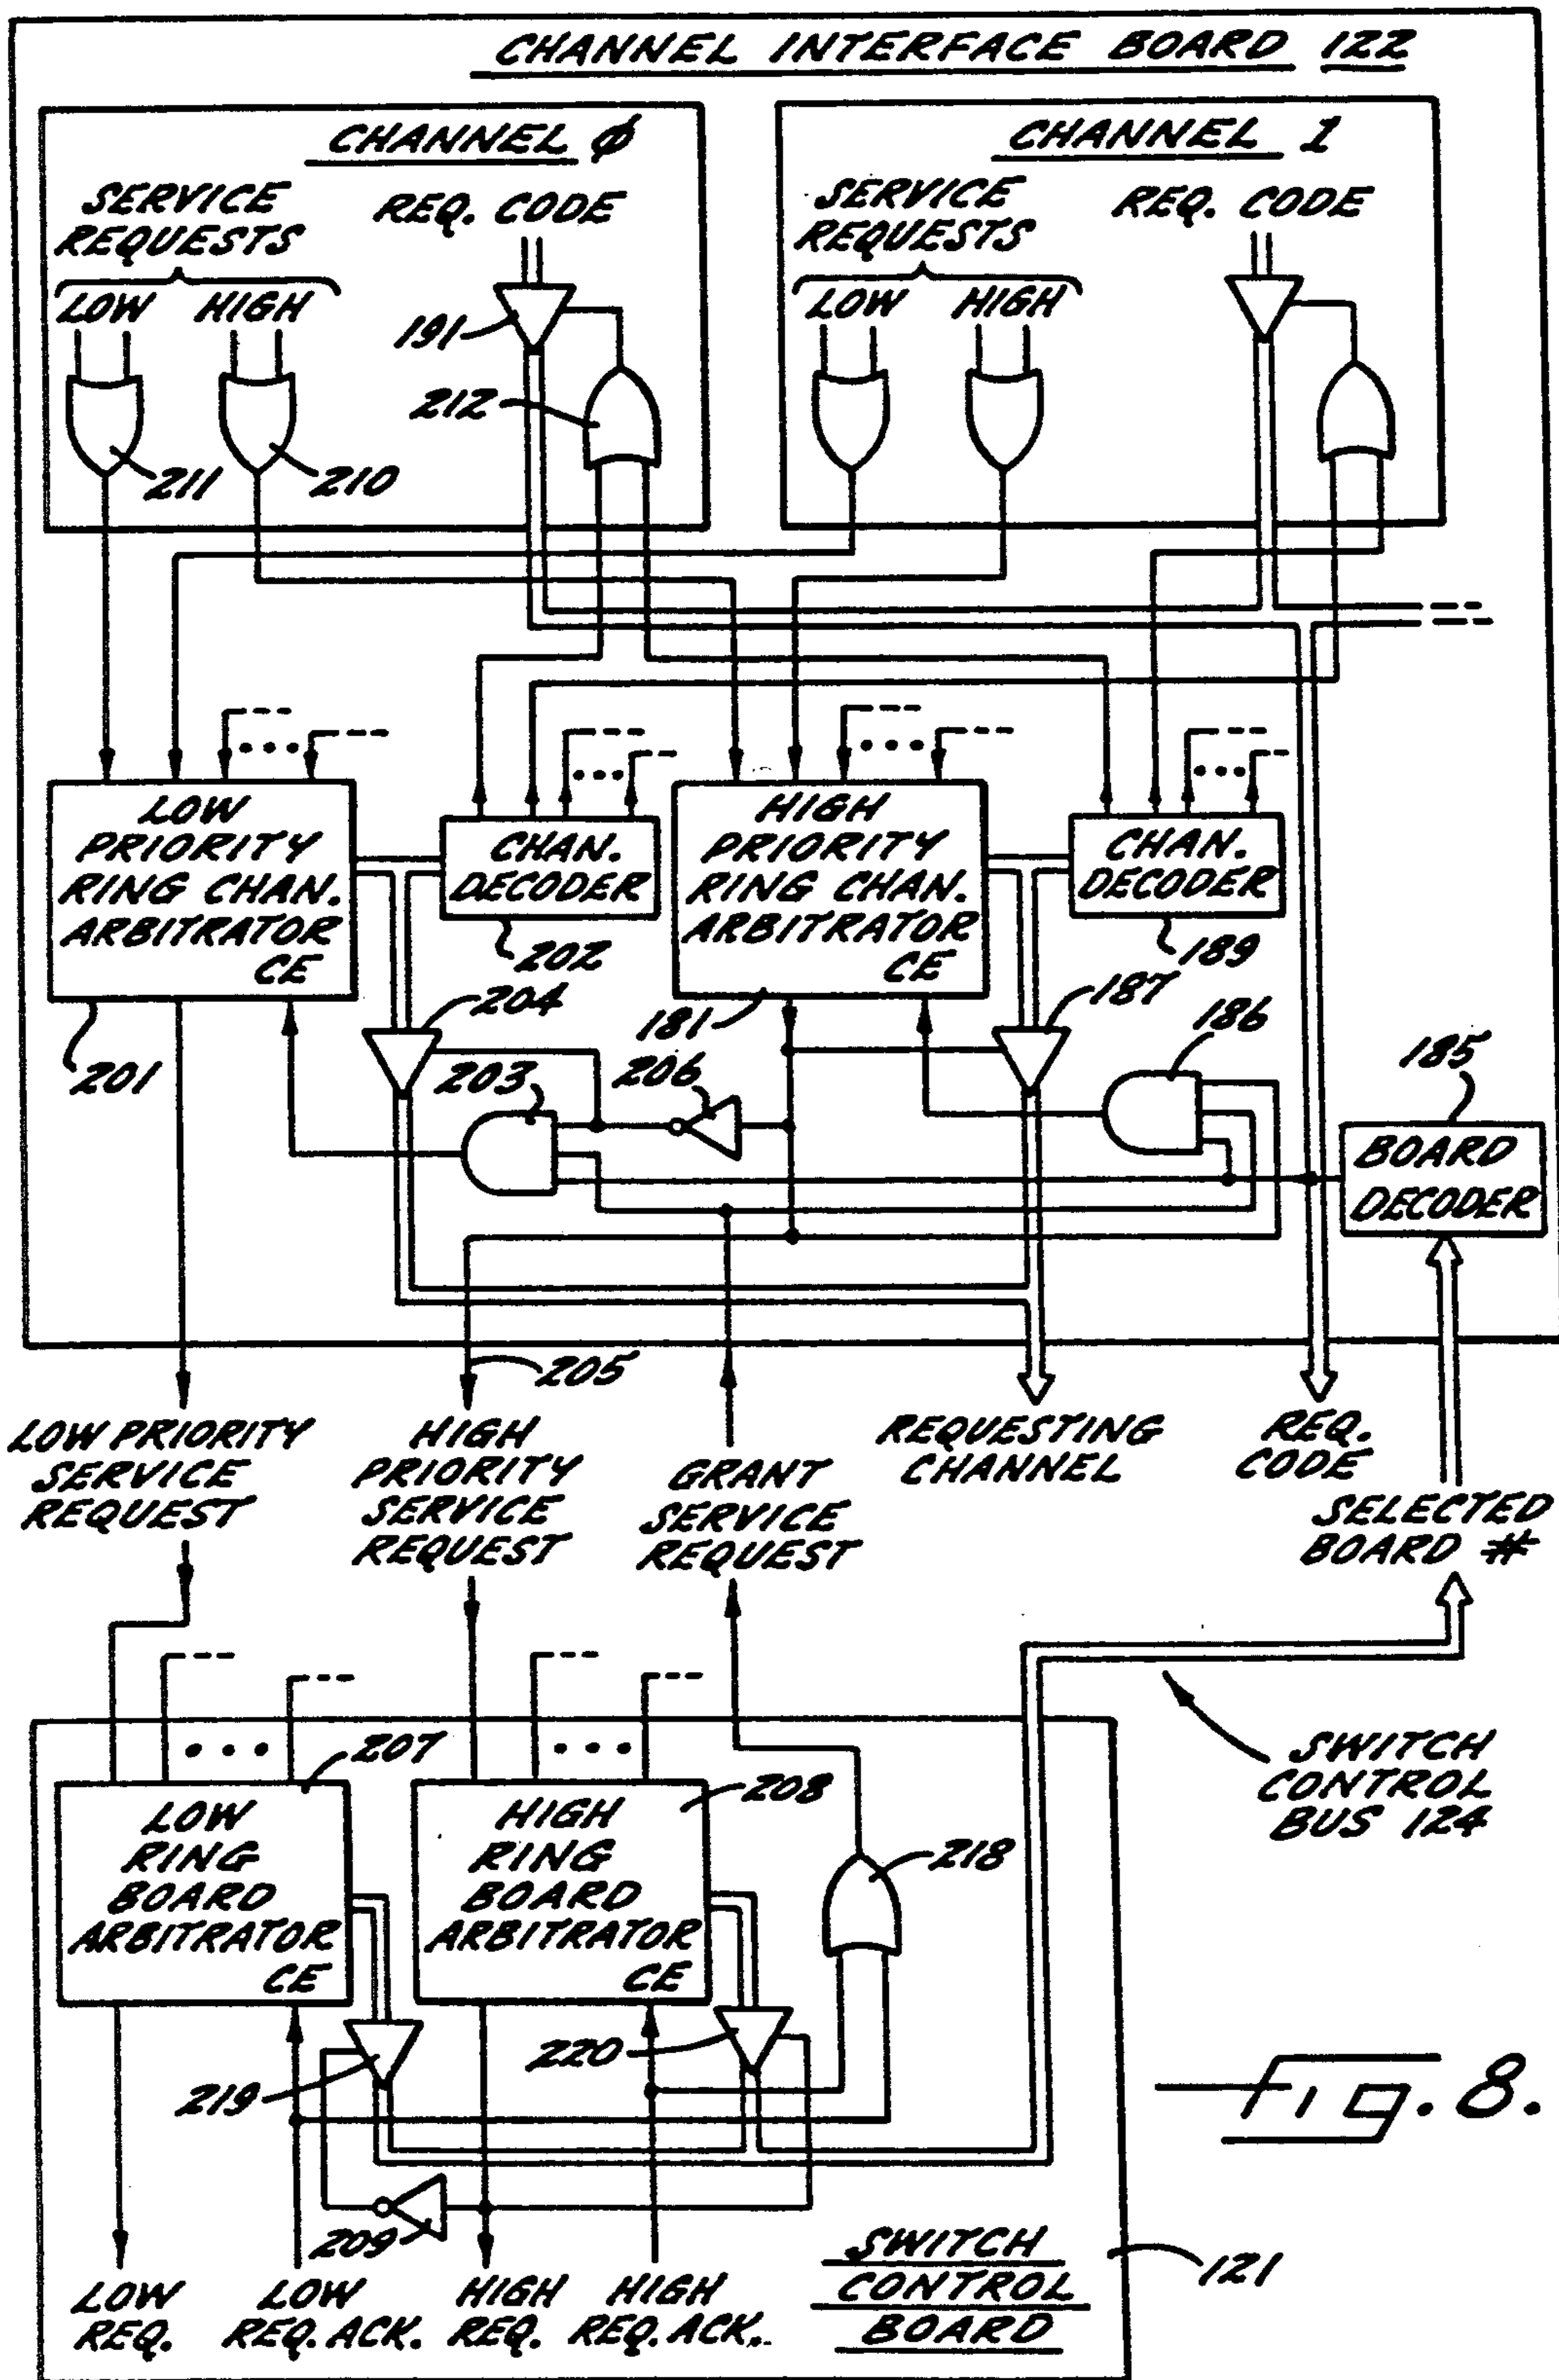 CHANNEL INTERFACE BOARD 122
CHANNEL Ø
CHANNEL 1
SERVICE
REQUESTS
REQ. CODE
SERVICE
REQUESTS
REQ. CODE
LOW HIGH
LOW HIGH
191
212
211
210
LOW
PRIORITY
RING CHAN.
ARBITRATOR
CE
CHAN.
DECODER
HIGH
PRIORITY
RING CHAN.
ARBITRATOR
CE
CHAN.
DECODER
202
189
204
181
187
186
185
201
203
206
BOARD
DECODER
205
LOW PRIORITY
SERVICE
REQUEST
HIGH
PRIORITY
SERVICE
REQUEST
GRANT
SERVICE
REQUEST
REQUESTING
CHANNEL
REQ.
CODE
SELECTED
BOARD #
207
208
SWITCH
CONTROL
BUS 124
LOW
RING
BOARD
ARBITRATOR
CE
HIGH
RING
BOARD
ARBITRATOR
CE
218
219
220
209
Fig. 8.
SWITCH
CONTROL
BOARD
121
LOW
REQ.
LOW
REQ. ACK.
HIGH
REQ.
HIGH
REQ. ACK.